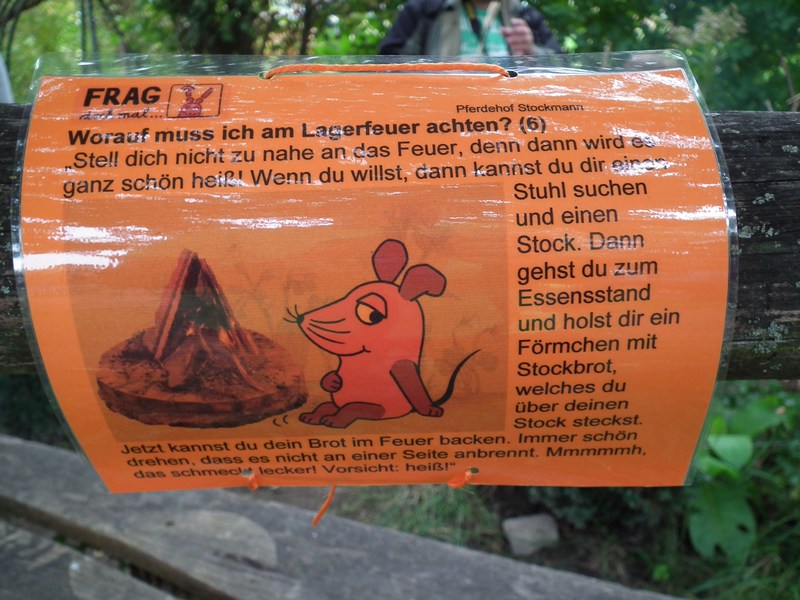 FRAG
doch mal...
Pferdehof Stockmann
Worauf muss ich am Lagerfeuer achten? (6)
„Stell dich nicht zu nahe an das Feuer, denn dann wird es
ganz schön heiß! Wenn du willst, dann kannst du dir einen
Stuhl suchen
und einen
Stock. Dann
gehst du zum
Essensstand
und holst dir ein
Förmchen mit
Stockbrot,
welches du
über deinen
Stock steckst.
Jetzt kannst du dein Brot im Feuer backen. Immer schön
drehen, dass es nicht an einer Seite anbrennt. Mmmmmh,
das schmeckt lecker! Vorsicht: heiß!“